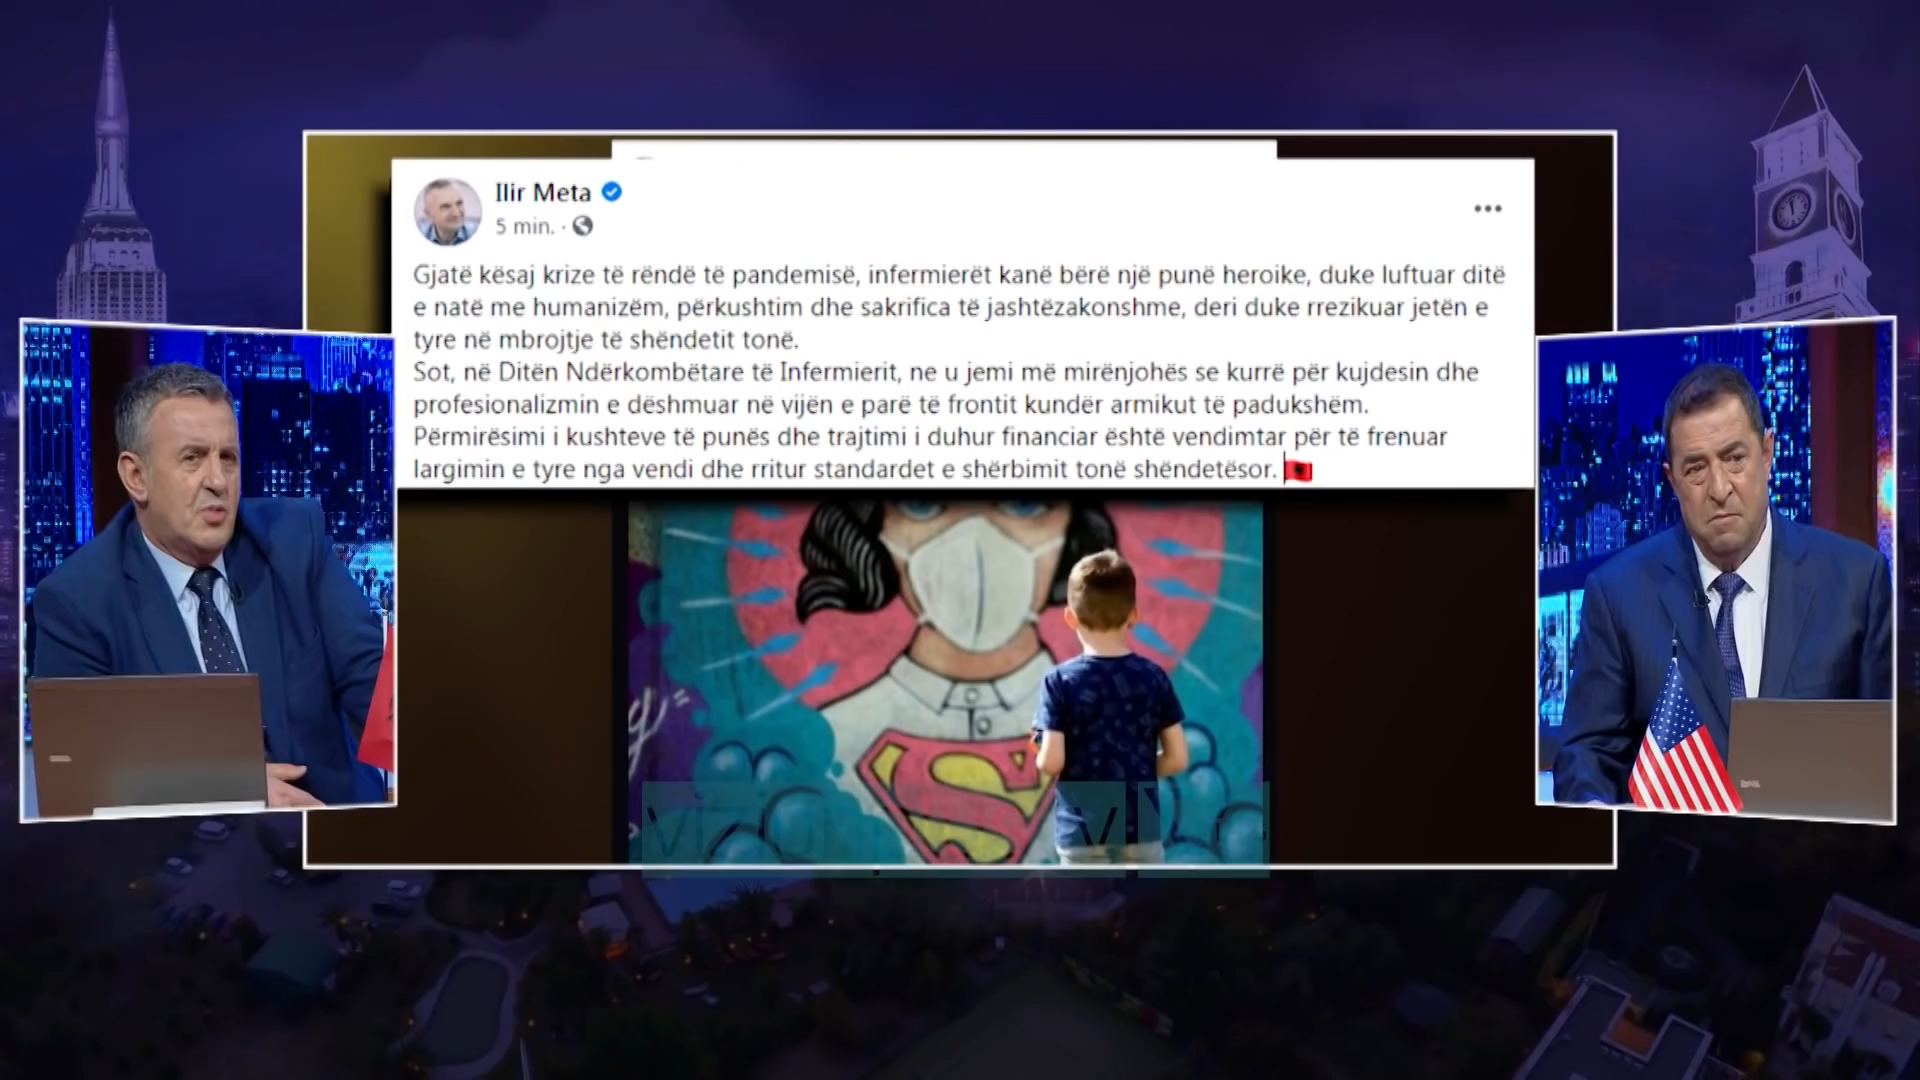 Ilir Meta
5 min. ·
Gjatë kësaj krize të rëndë të pandemisë, infermierët kanë bërë një punë heroike, duke luftuar ditë
e natë me humanizëm, përkushtim dhe sakrifica të jashtëzakonshme, deri duke rrezikuar jetën e
tyre në mbrojtje të shëndetit tonë.
Sot, në Ditën Ndërkombëtare të Infermierit, ne u jemi më mirënjohës se kurrë për kujdesin dhe
profesionalizmin e dëshmuar në vijën e parë të frontit kundër armikut të padukshëm.
Përmirësimi i kushteve të punës dhe trajtimi i duhur financiar është vendimtar për të frenuar
largimin e tyre nga vendi dhe rritur standardet e shërbimit tonë shëndetësor.
S